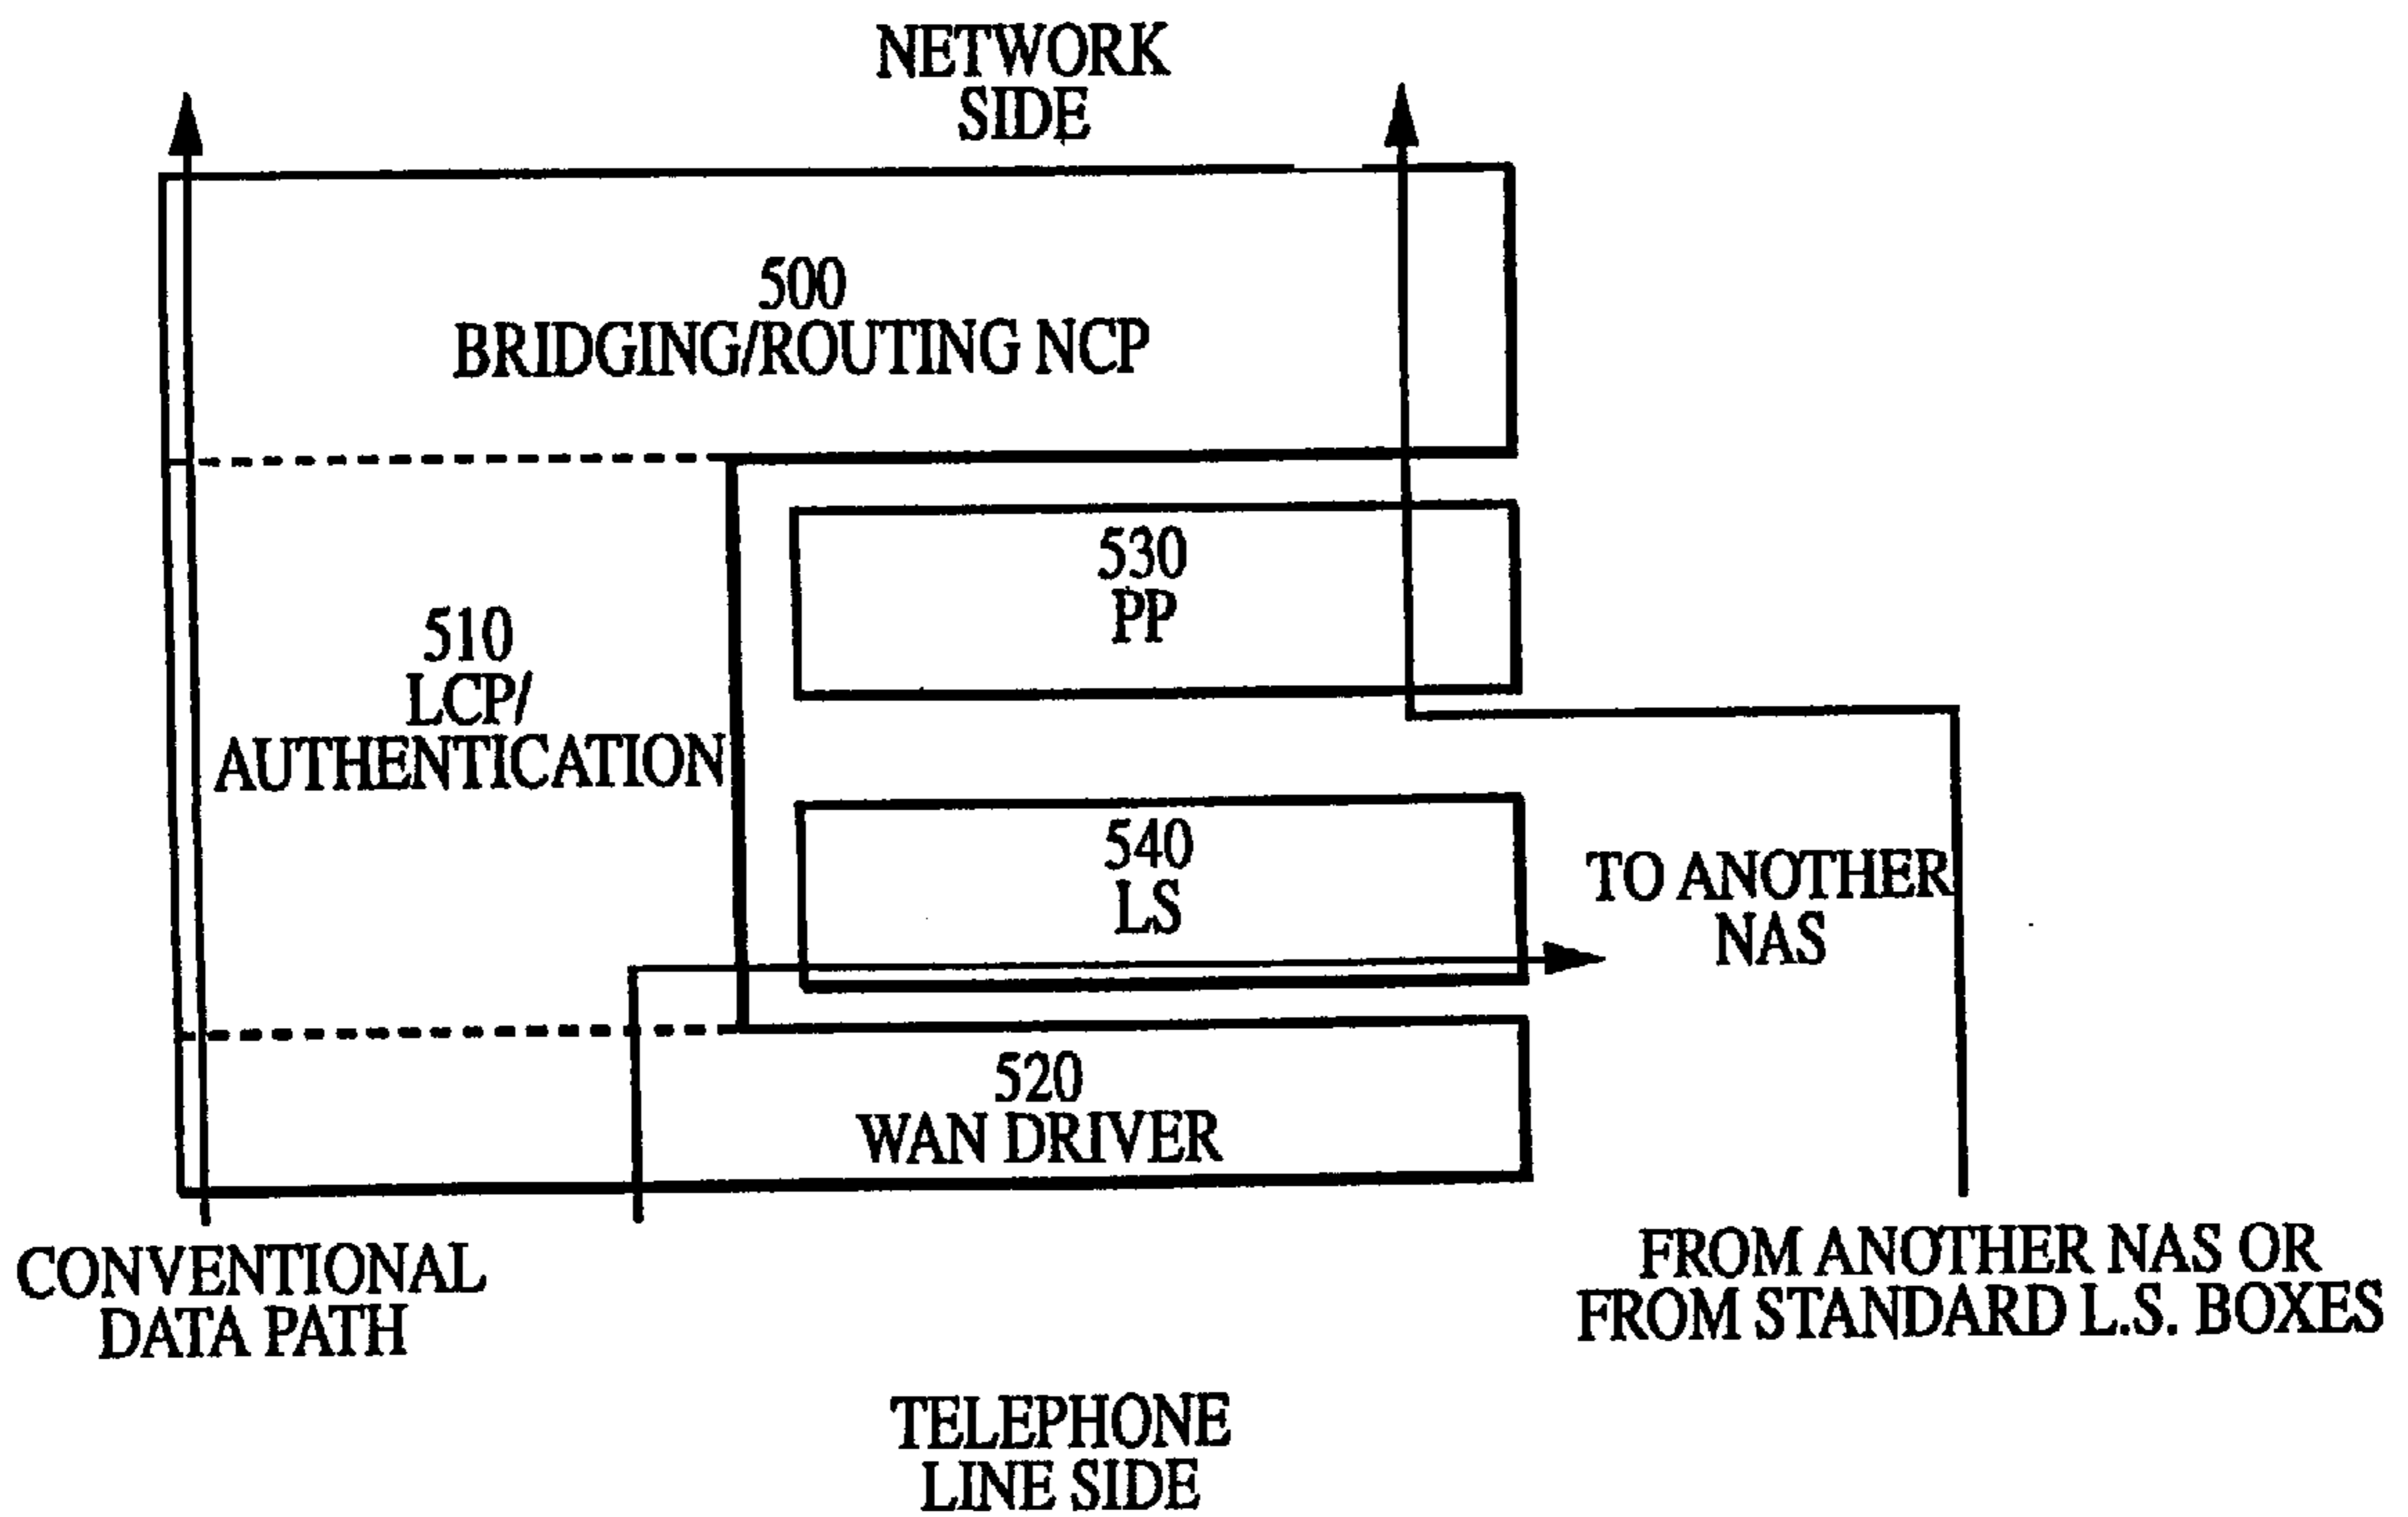 NETWORK
SIDE
500
BRIDGING/ROUTING NCP
530
PP
510
LCP/
AUTHENTICATION
540
LS
TO ANOTHER
NAS
520
WAN DRIVER
CONVENTIONAL
DATA PATH
FROM ANOTHER NAS OR
FROM STANDARD L.S. BOXES
TELEPHONE
LINE SIDE